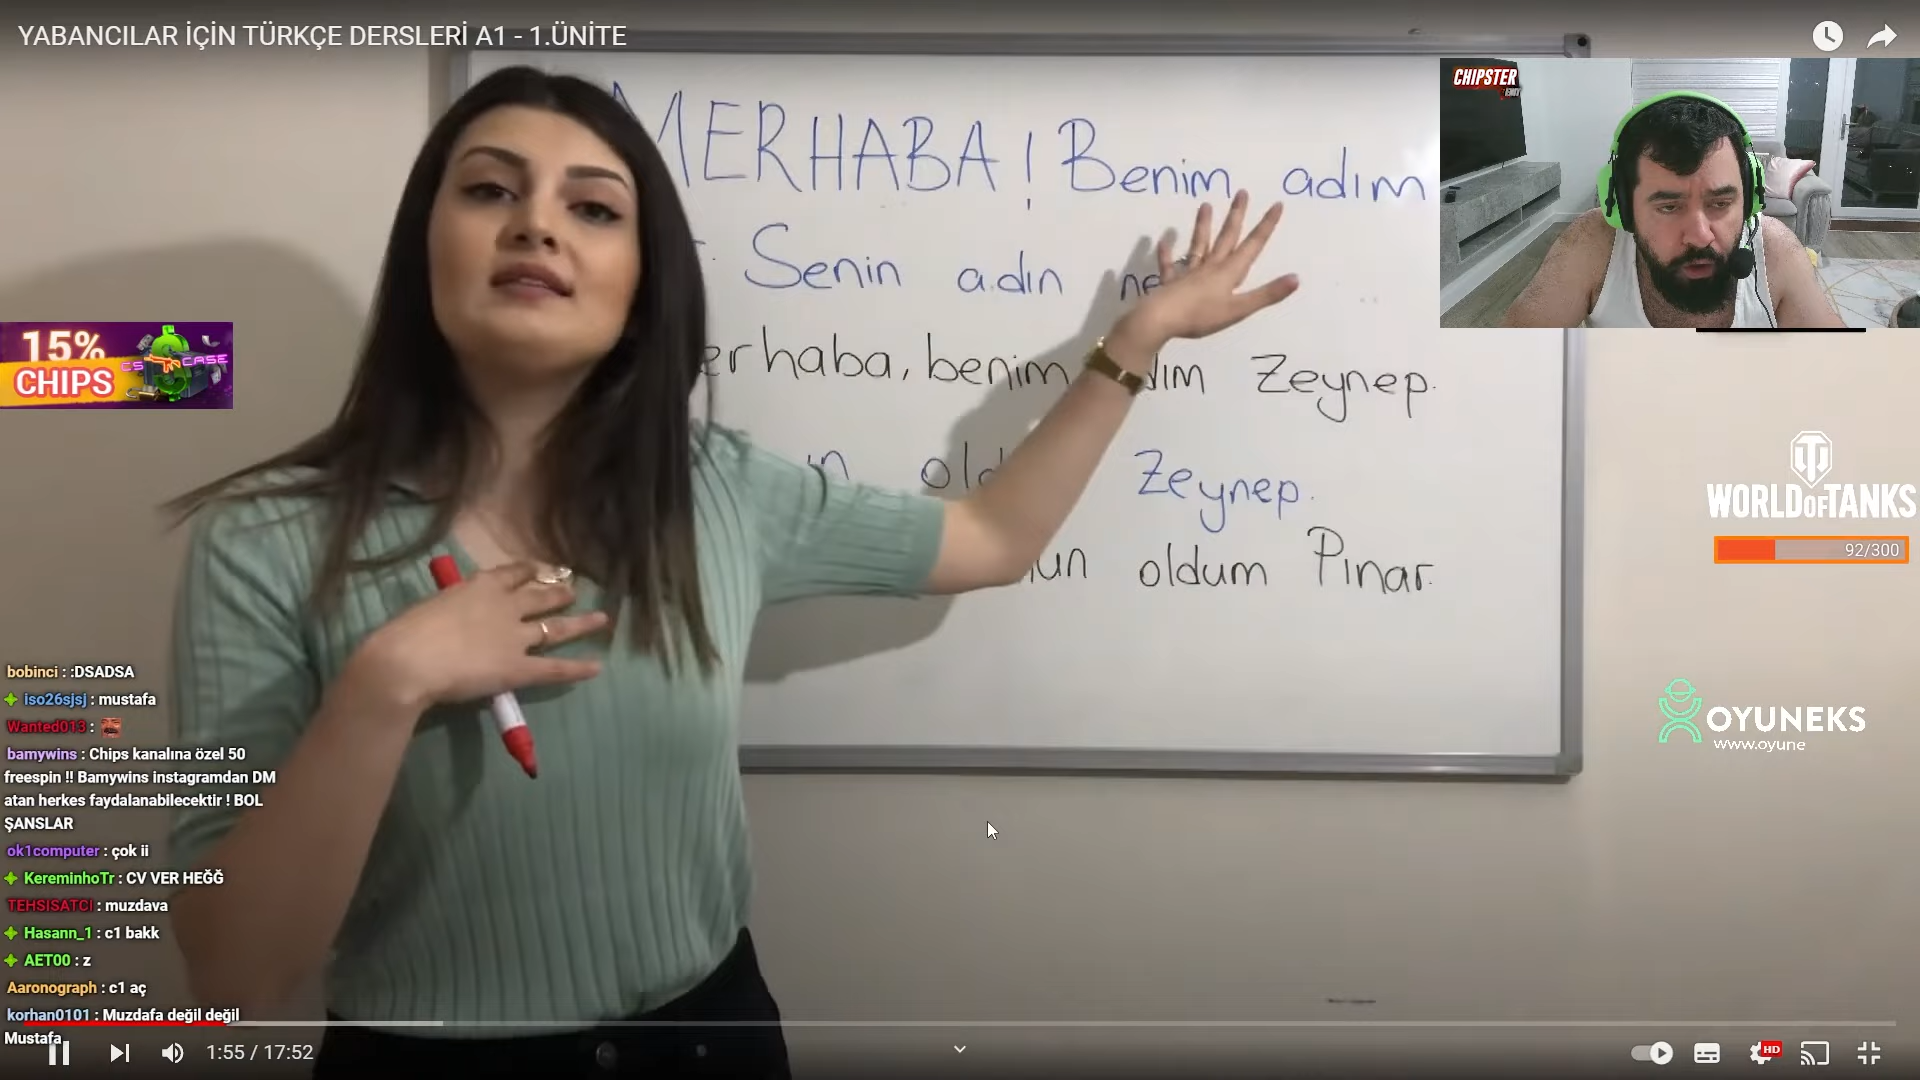 YABANCILAR İÇİN TÜRKÇE DERSLERİ A1 - 1.ÜNİTE
CHIPSTER
MERHABA! Benim adım
Senin adın
erhaba, benim Zeynep.
Zeynep.
oldum Pınar.
15%
CHIPS
CASE
WORLD OF TANKS
92/300
OYUNEKS
www.oyune
bobinci : :DSADSA
iso26sjsj : mustafa
Wanted013 :
bamywins : Chips kanalına özel 50
freespin !! Bamywins instagramdan DM
atan herkes faydalanabilecektir ! BOL
ŞANSLAR
ok1computer : çok ii
KereminhoTr : CV VER HEĞĞ
TEHSISATCI : muzdava
Hasann_1 : c1 bakk
AET00 : z
Aaronograph : c1 aç
korhan0101 : Muzdafa değil değil
Mustafa
1:55 / 17:52
HD